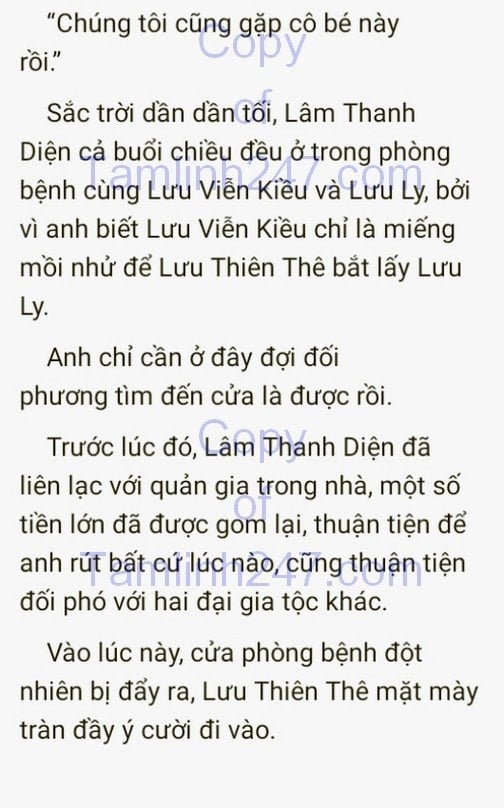 “Chúng tôi cũng gặp cô bé này
rồi.”
Copy
of
Tamlinh247.com
Sắc trời dần dần tối, Lâm Thanh
Diện cả buổi chiều đều ở trong phòng
bệnh cùng Lưu Viễn Kiều và Lưu Ly, bởi
vì anh biết Lưu Viễn Kiều chỉ là miếng
mồi nhử để Lưu Thiên Thê bắt lấy Lưu
Ly.
Anh chỉ cần ở đây đợi đối
phương tìm đến cửa là được rồi.
Copy
of
Tamlinh247.com
Trước lúc đó, Lâm Thanh Diện đã
liên lạc với quản gia trong nhà, một số
tiền lớn đã được gom lại, thuận tiện để
anh rút bất cứ lúc nào, cũng thuận tiện
đối phó với hai đại gia tộc khác.
Vào lúc này, cửa phòng bệnh đột
nhiên bị đẩy ra, Lưu Thiên Thê mặt mày
tràn đầy ý cười đi vào.